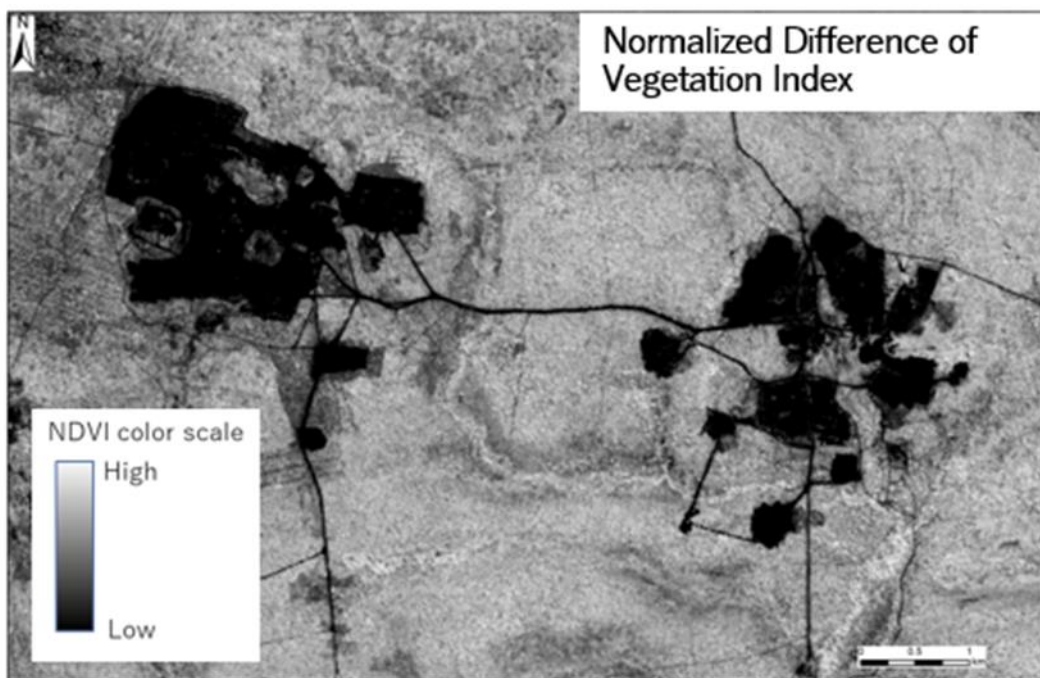 N
Normalized Difference of
Vegetation Index
NDVI color scale
High
Low
0 0.5 1
km